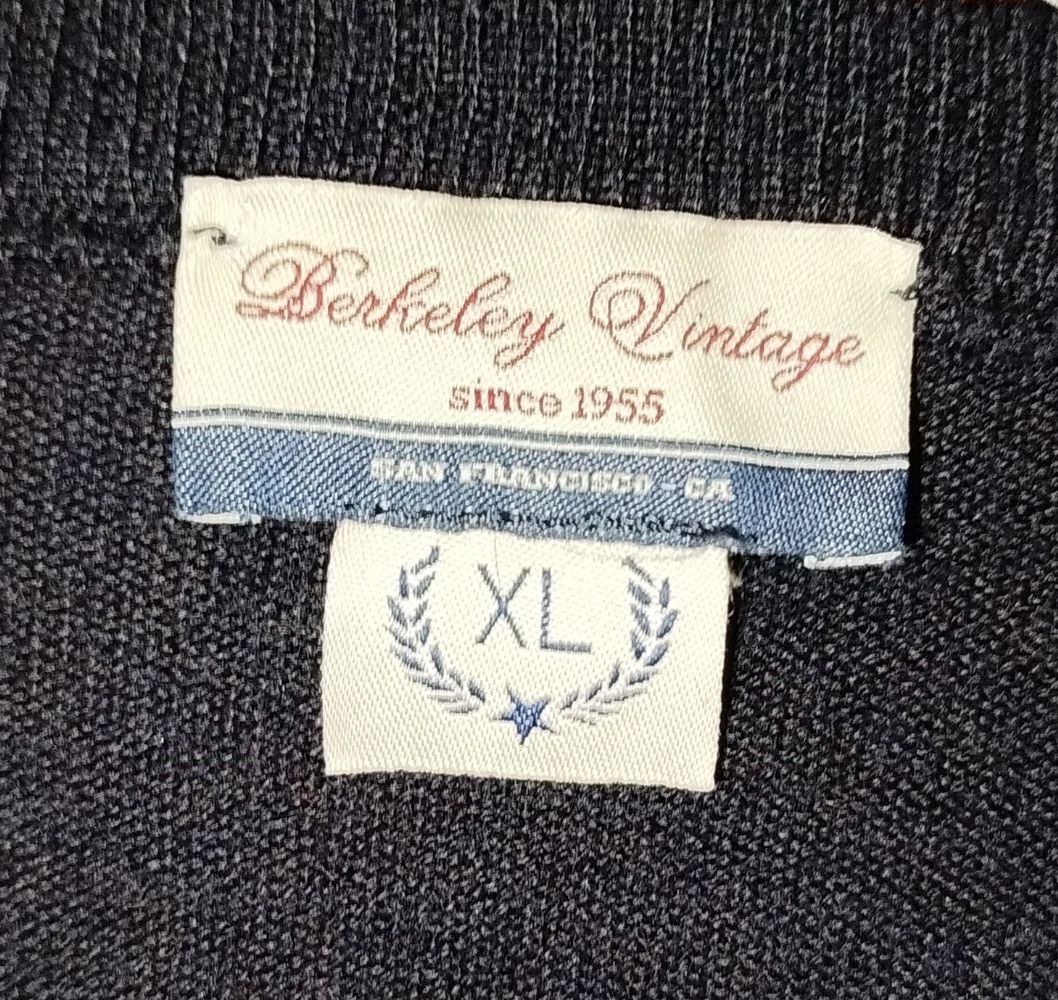 Berkeley Vintage
since 1955
SAN FRANCISCO - CA
XL